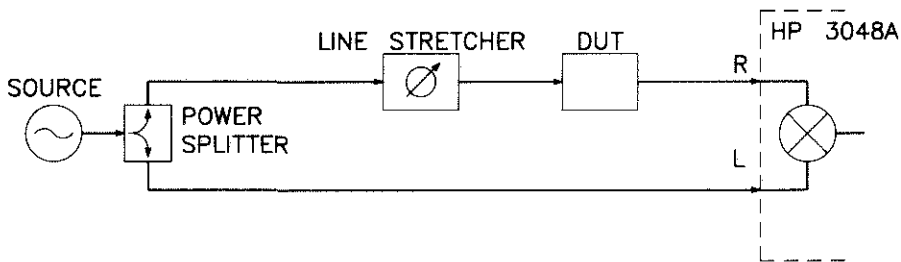 HP 3048A
LINE STRETCHER
DUT
R
SOURCE
POWER
SPLITTER
L